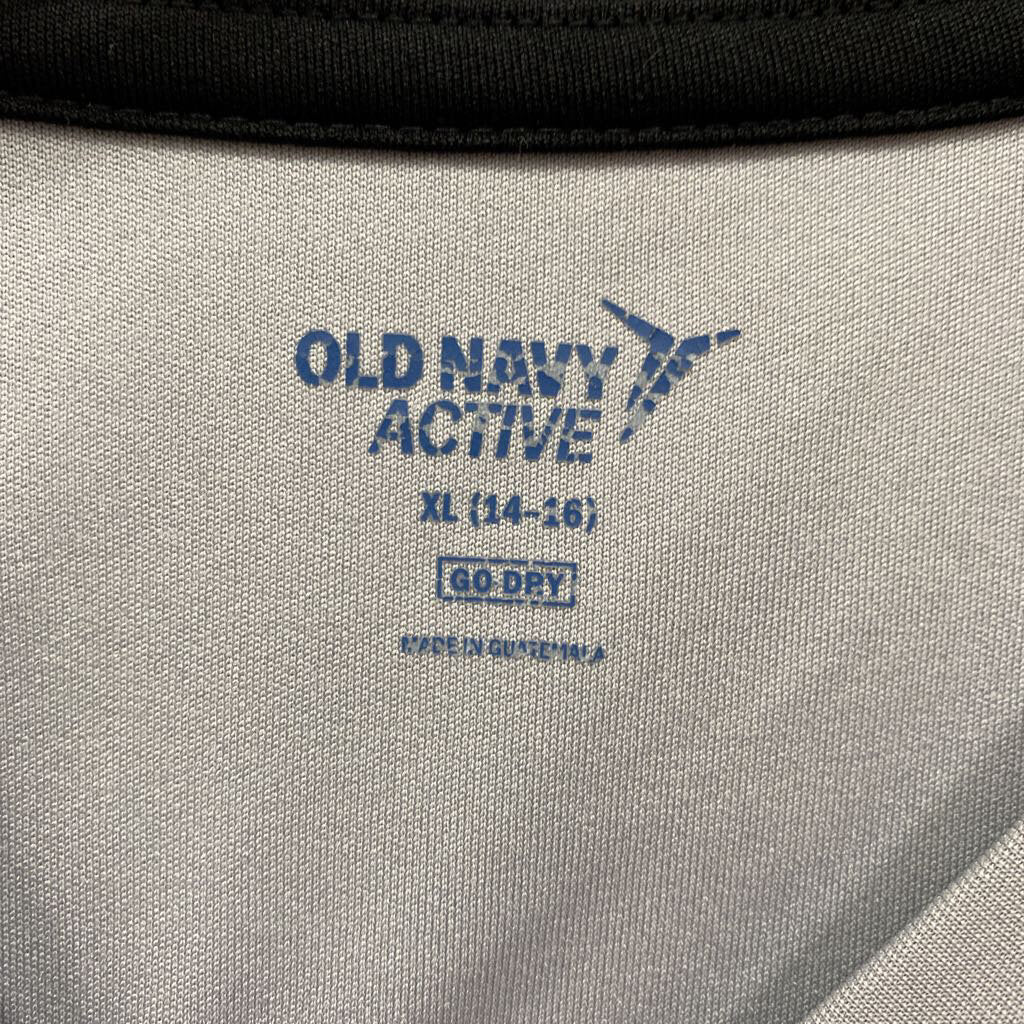 OLD NAVY
ACTIVE
XL (14-16)
GO DRY
MADE IN GUATEMALA